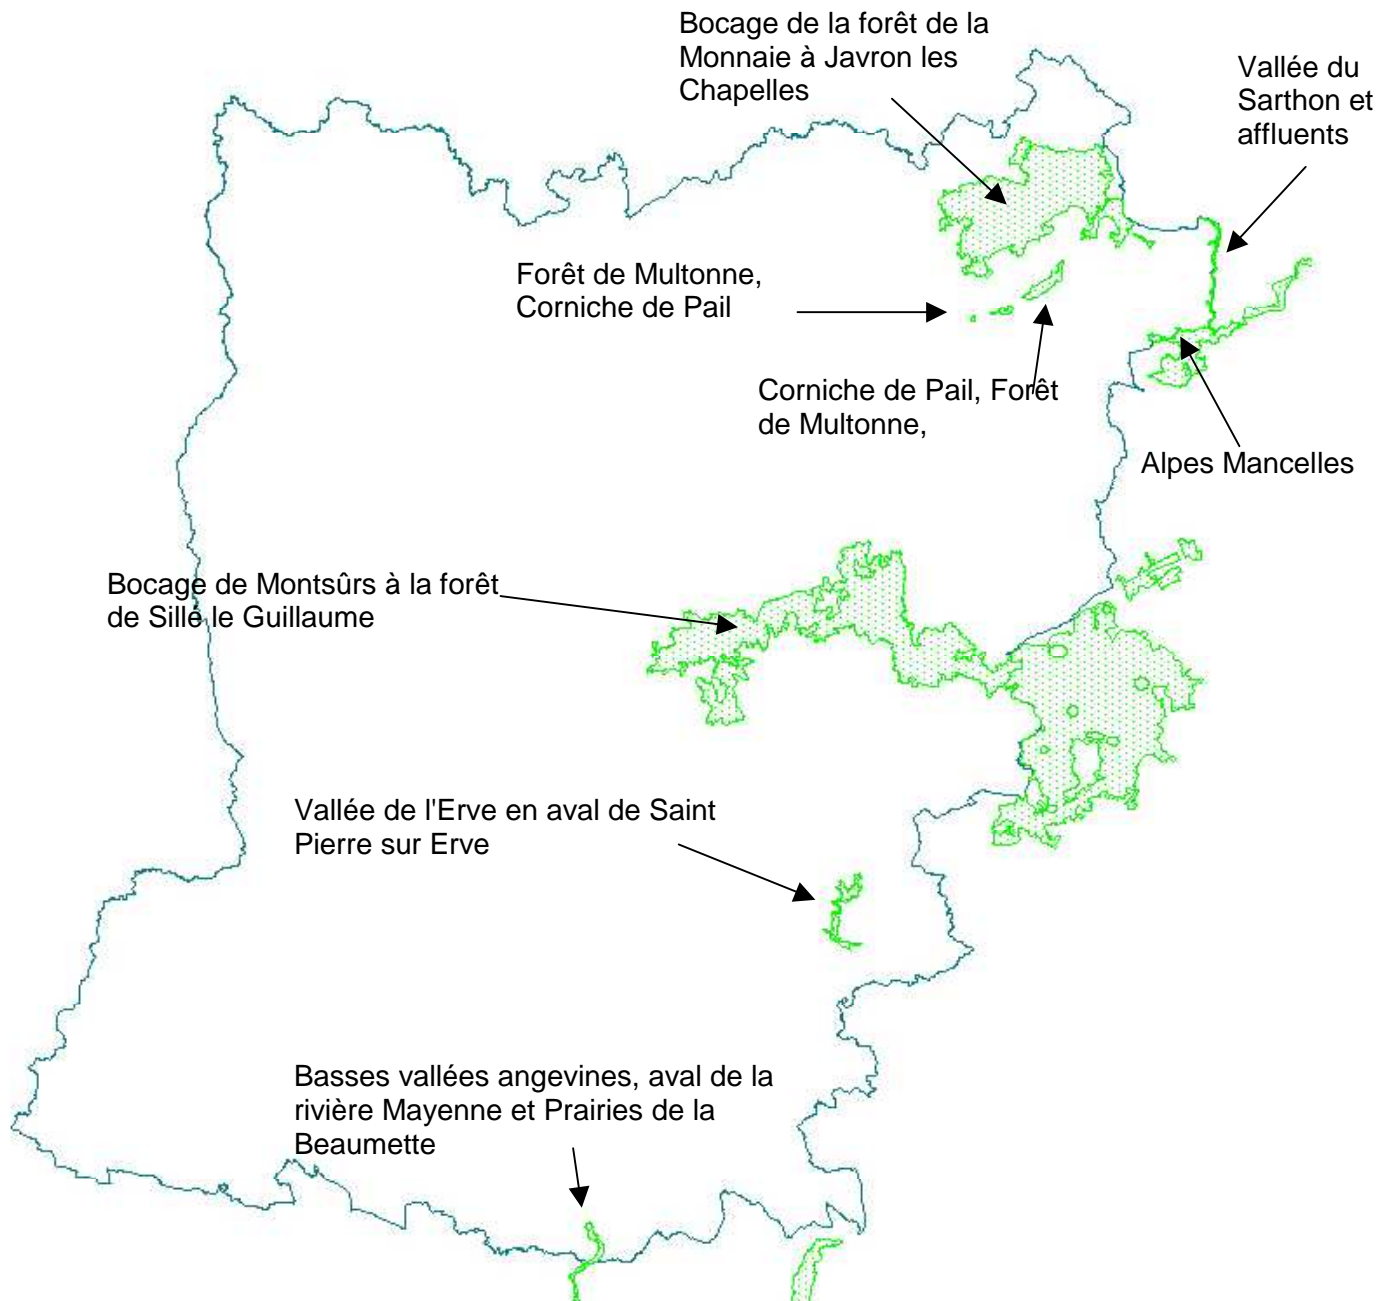 Bocage de la forêt de la
Monnaie à Javron les
Chapelles
Vallée du
Sarthon et
affluents
Forêt de Multonne,
Corniche de Pail
Corniche de Pail, Forêt
de Multonne,
Alpes Mancelles
Bocage de Montsûrs à la forêt
de Sillé le Guillaume
Vallée de l'Erve en aval de Saint
Pierre sur Erve
Basses vallées angevines, aval de la
rivière Mayenne et Prairies de la
Beaumette